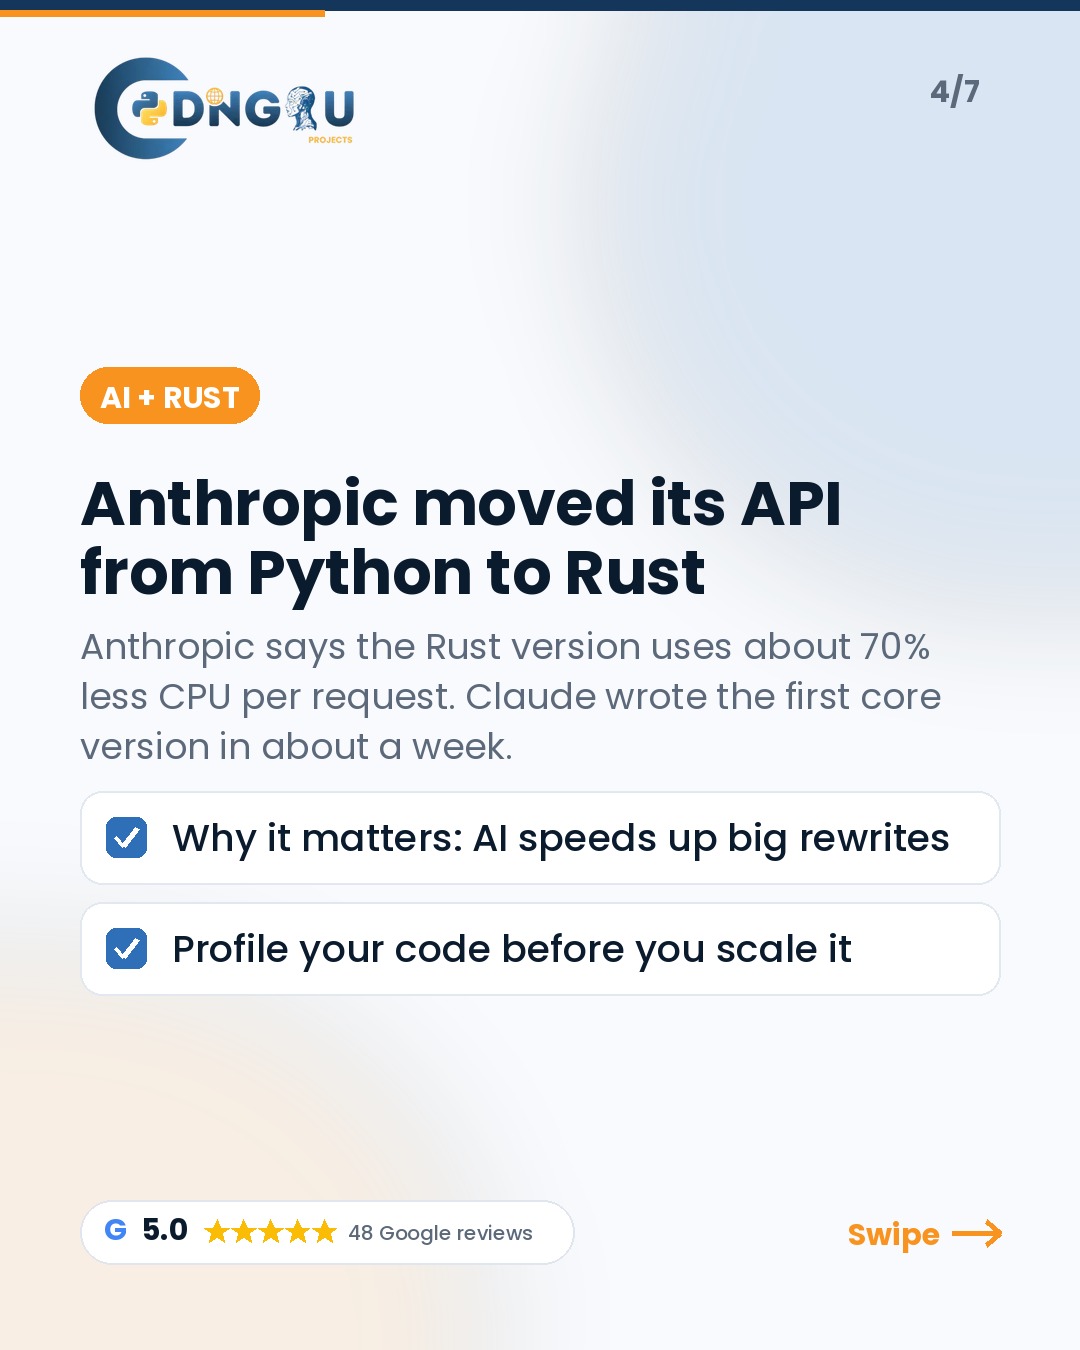 CDNG U
PROJECTS
4/7
AI + RUST
Anthropic moved its API
from Python to Rust
Anthropic says the Rust version uses about 70%
less CPU per request. Claude wrote the first core
version in about a week.
Why it matters: AI speeds up big rewrites
Profile your code before you scale it
G 5.0 ★★★★★ 48 Google reviews
Swipe →